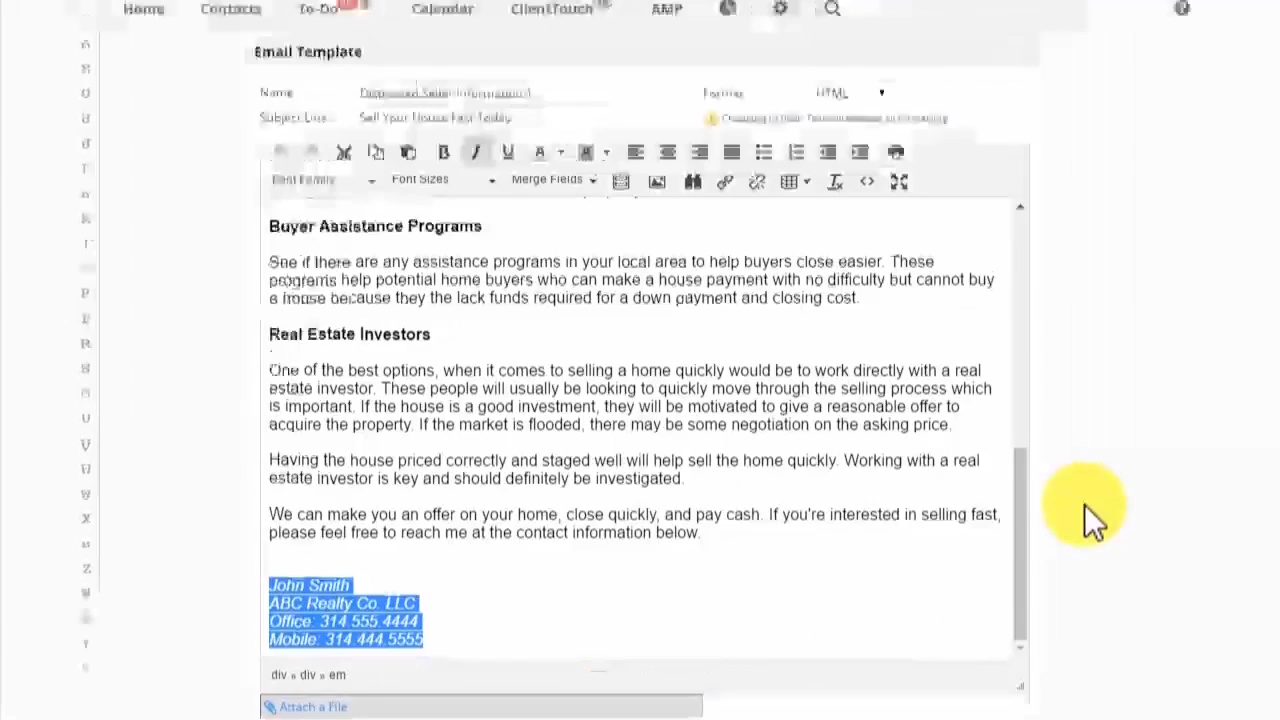 Home Contacts To-Do Calendar ClientTouch AMP
Email Template
Name Distressed Seller Information 1 Format HTML
Subject Line Sell Your House Fast Today
Font Family Font Sizes Merge Fields
Buyer Assistance Programs
See if there are any assistance programs in your local area to help buyers close easier. These
programs help potential home buyers who can make a house payment with no difficulty but cannot buy
a house because they the lack funds required for a down payment and closing cost.
Real Estate Investors
One of the best options, when it comes to selling a home quickly would be to work directly with a real
estate investor. These people will usually be looking to quickly move through the selling process which
is important. If the house is a good investment, they will be motivated to give a reasonable offer to
acquire the property. If the market is flooded, there may be some negotiation on the asking price.
Having the house priced correctly and staged well will help sell the home quickly. Working with a real
estate investor is key and should definitely be investigated.
We can make you an offer on your home, close quickly, and pay cash. If you're interested in selling fast,
please feel free to reach me at the contact information below.
John Smith
ABC Realty Co. LLC
Office: 314 555.4444
Mobile: 314 444.5555
div » div » em
Attach a File